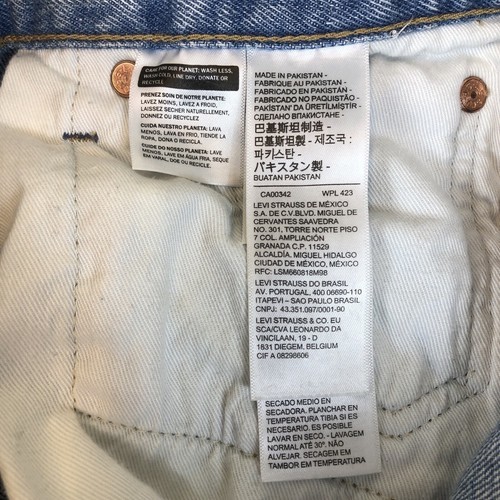 CARE FOR OUR PLANET: WASH LESS,
WASH COLD, LINE DRY, DONATE OR
RECYCLE.
PRENEZ SOIN DE NOTRE PLANETE:
LAVEZ MOINS, LAVEZ A FROID,
LAISSEZ SÉCHER NATURELLEMENT,
DONNEZ OU RECYCLEZ
CUIDA NUESTRO PLANETA: LAVA
MENOS, LAVA EN FRIO, TIENDE LA
ROPA, DONA O RECICLA.
CUIDE DO NOSSO PLANETA: LAVE
MENOS, LAVE EM ÁGUA FRIA, SEQUE
EM VARAL, DOE OU RECICLE.
MADE IN PAKISTAN -
FABRIQUE AU PAKISTAN -
FABRICADO EN PAKISTÁN -
FABRICADO NO PAQUISTÃO -
PAKİSTAN' DA ÜRETİLMİŞTİR -
СДЕЛАНО ВПАКИСТАНЕ -
巴基斯坦制造 -
巴基斯坦製 - 제조국 :
파키스탄 -
パキスタン製 -
BUATAN PAKISTAN
CA00342 WPL 423
LEVI STRAUSS DE MÉXICO
S.A. DE C.V.BLVD. MIGUEL DE
CERVANTES SAAVEDRA
NO. 301, TORRE NORTE PISO
7 COL. AMPLIACIÓN
GRANADA C.P. 11529
ALCALDÍA. MIGUEL HIDALGO
CIUDAD DE MÉXICO, MÉXICO
RFC: LSM660818M98
LEVI STRAUSS DO BRASIL
AV. PORTUGAL, 400 06690-110
ITAPEVI – SAO PAULO BRASIL
CNPJ: 43.351.097/0001-90
LEVI STRAUSS & CO. EU
SCA/CVA LEONARDO DA
VINCILAAN, 19 - D
1831 DIEGEM. BELGIUM
CIF A 08298606
SECADO MEDIO EN
SECADORA. PLANCHAR EN
TEMPERATURA TIBIA SI ES
NECESARIO. ES POSIBLE
LAVAR EN SECO. - LAVAGEM
NORMAL ATÉ 30°. NÃO
ALVEJAR. SECAGEM EM
TAMBOR EM TEMPERATURA